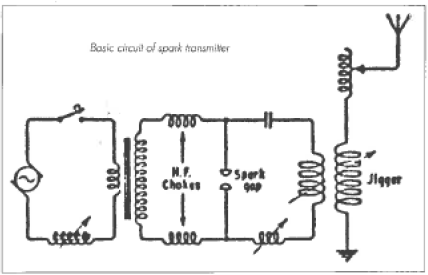 Basic circuit of spark transmitter
H.F.
Chokes
Spark
gap
Jigger